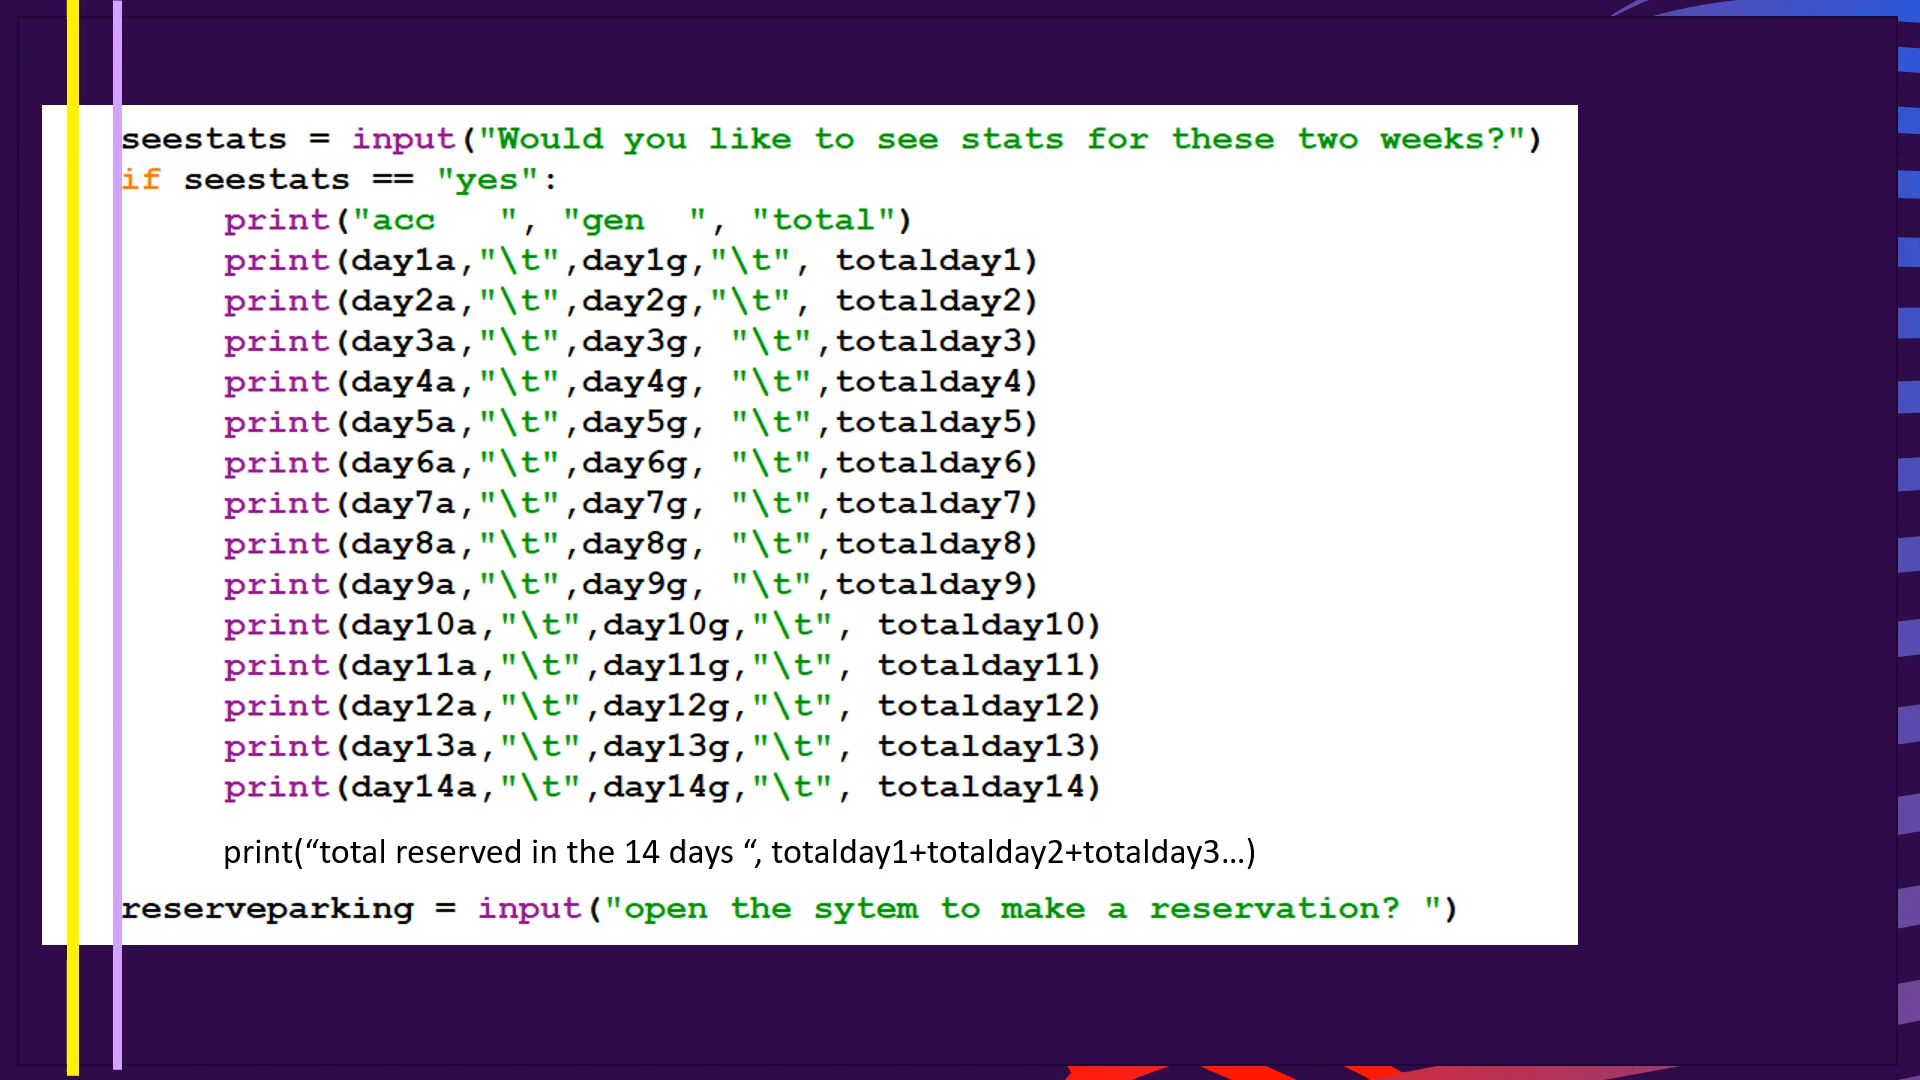 seestats = input("Would you like to see stats for these two weeks?")
if seestats == "yes":
print("acc   ", "gen  ", "total")
print(day1a,"\t",day1g,"\t", totalday1)
print(day2a,"\t",day2g,"\t", totalday2)
print(day3a,"\t",day3g, "\t",totalday3)
print(day4a,"\t",day4g, "\t",totalday4)
print(day5a,"\t",day5g, "\t",totalday5)
print(day6a,"\t",day6g, "\t",totalday6)
print(day7a,"\t",day7g, "\t",totalday7)
print(day8a,"\t",day8g, "\t",totalday8)
print(day9a,"\t",day9g, "\t",totalday9)
print(day10a,"\t",day10g,"\t", totalday10)
print(day11a,"\t",day11g,"\t", totalday11)
print(day12a,"\t",day12g,"\t", totalday12)
print(day13a,"\t",day13g,"\t", totalday13)
print(day14a,"\t",day14g,"\t", totalday14)
print(“total reserved in the 14 days “, totalday1+totalday2+totalday3…)
reserveparking = input("open the sytem to make a reservation? ")